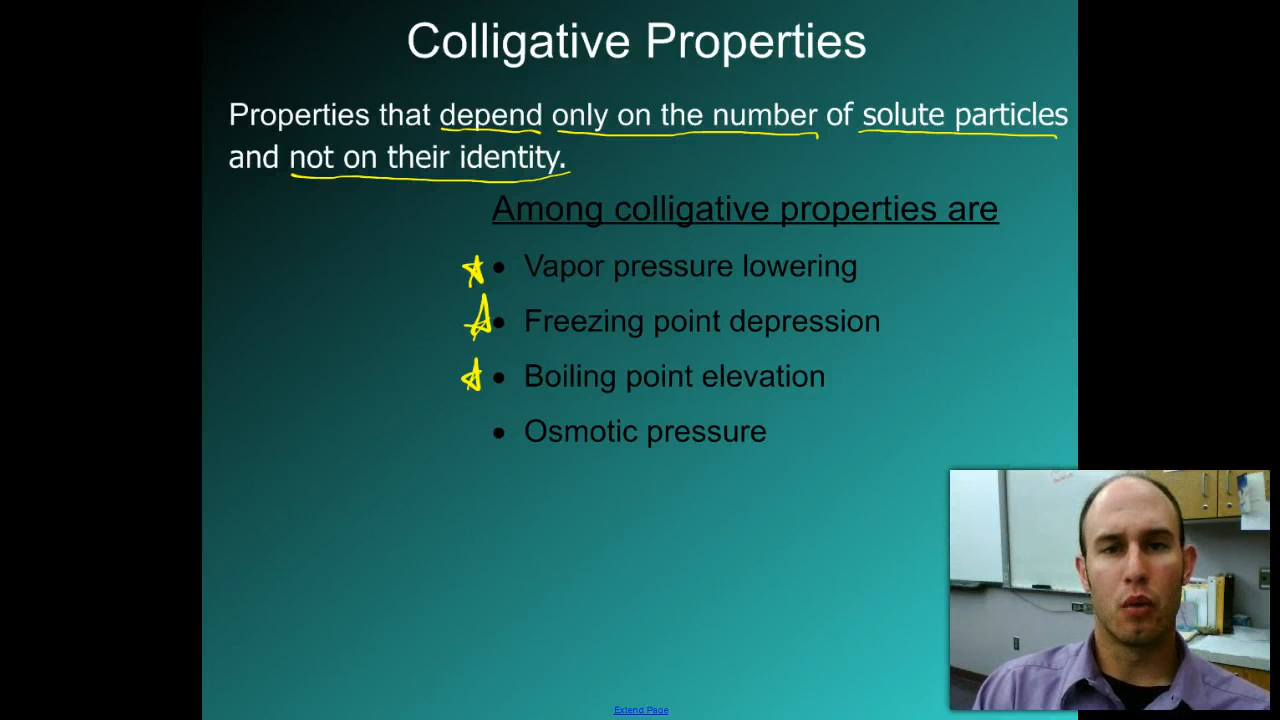 Colligative Properties
Properties that depend only on the number of solute particles
and not on their identity.
Among colligative properties are
• Vapor pressure lowering
• Freezing point depression
• Boiling point elevation
• Osmotic pressure
Extend Page